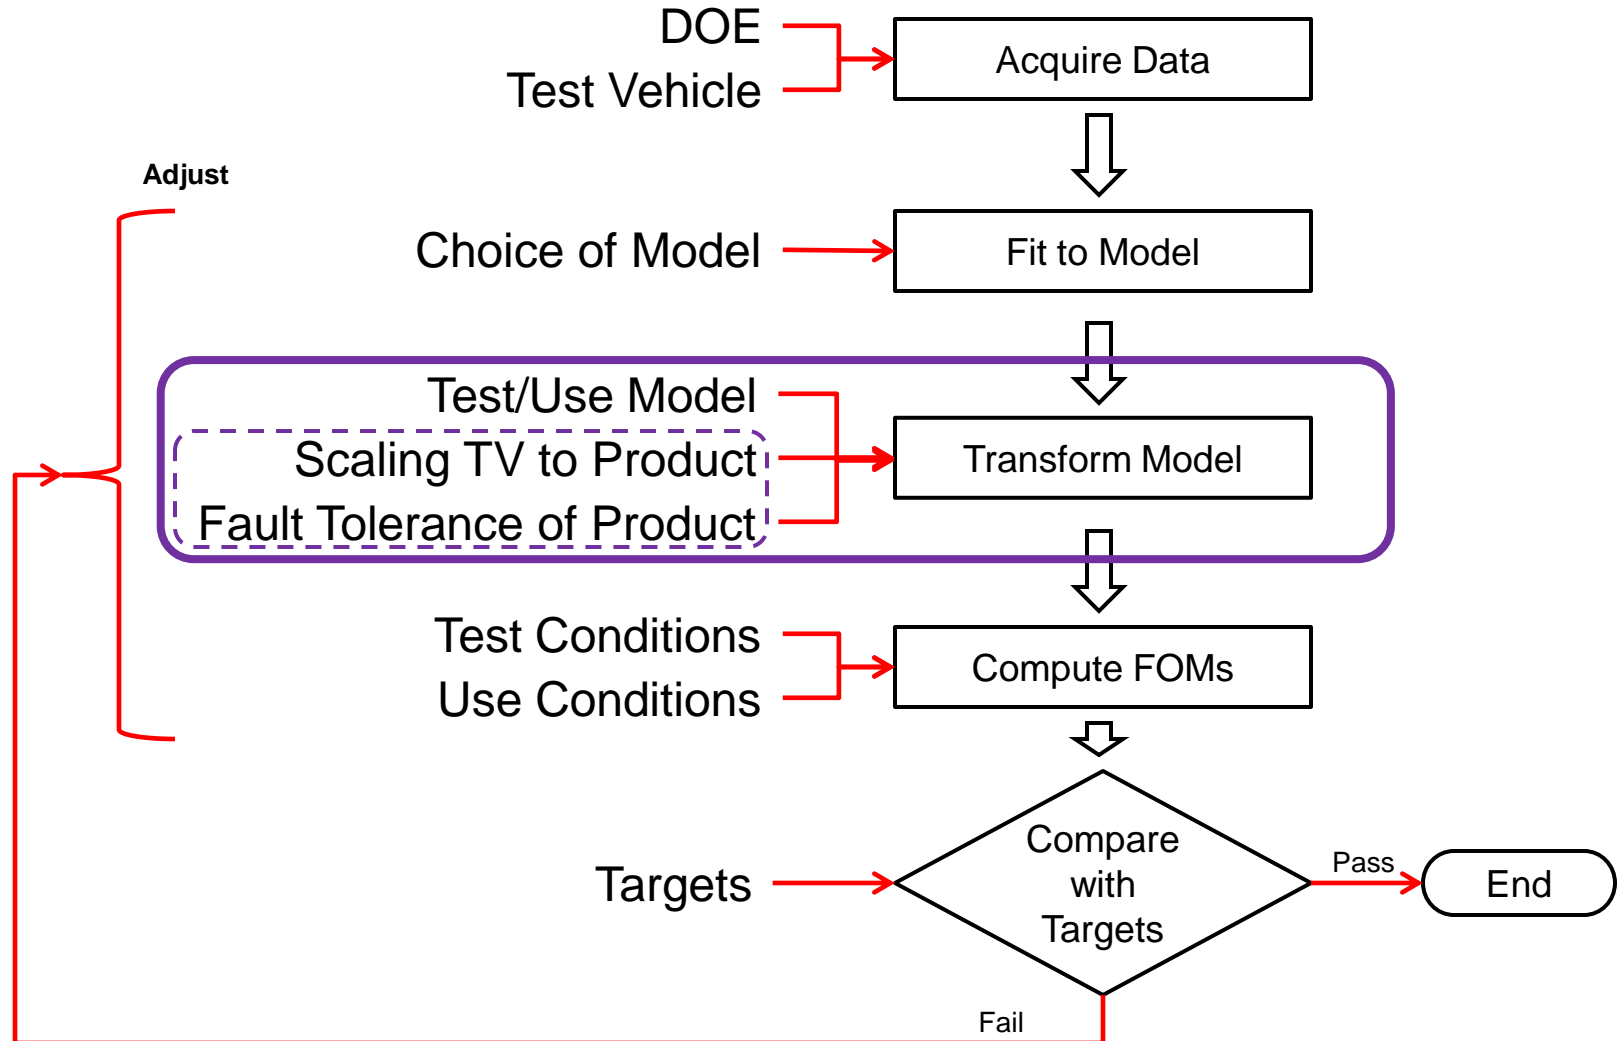 DOE
Test Vehicle
Acquire Data
Adjust
Choice of Model
Fit to Model
Test/Use Model
Scaling TV to Product
Fault Tolerance of Product
Transform Model
Test Conditions
Use Conditions
Compute FOMs
Targets
Compare
with
Targets
Pass
End
Fail